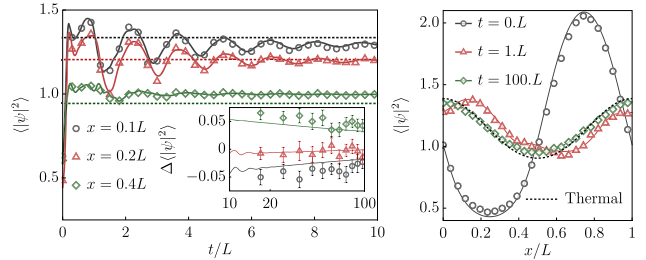 1.5
1.0
0.5
⟨|ψ|²⟩
x = 0.1L
x = 0.2L
x = 0.4L
Δ⟨|ψ|²⟩
0.05
0
−0.05
10
20
100
0
2
4
6
8
10
t/L
2.0
1.5
1.0
0.5
⟨|ψ|²⟩
t = 0.L
t = 1.L
t = 100.L
Thermal
0
0.2
0.4
0.6
0.8
1
x/L